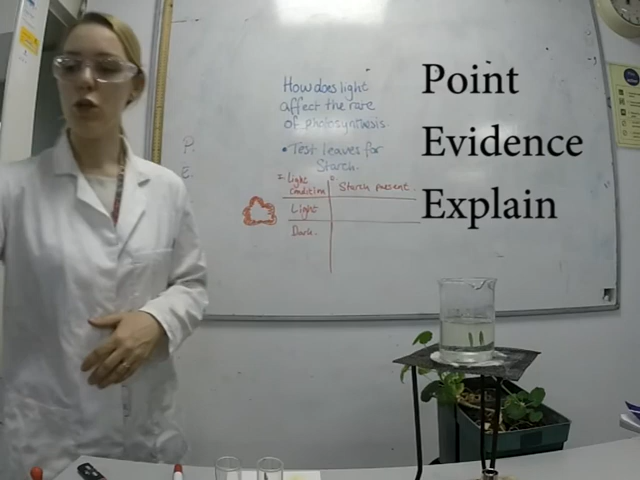 How does light
affect the rate
of photosynthesis.
• Test leaves for
Starch.
Light
condition
Starch present.
Light
Dark.
P.
E.
Point
Evidence
Explain